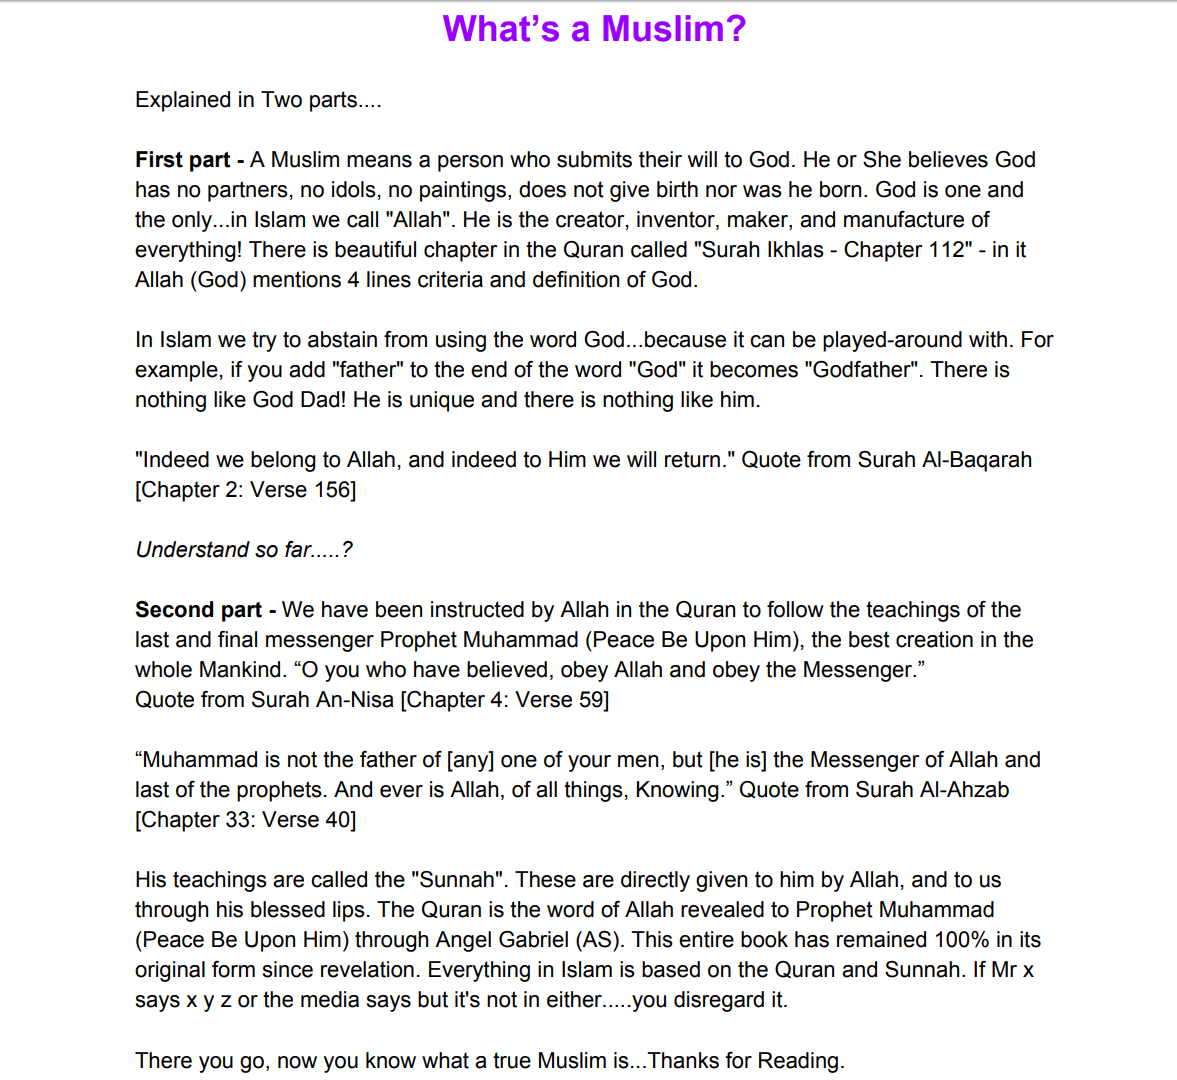 What’s a Muslim?
Explained in Two parts....
First part - A Muslim means a person who submits their will to God. He or She believes God
has no partners, no idols, no paintings, does not give birth nor was he born. God is one and
the only...in Islam we call "Allah". He is the creator, inventor, maker, and manufacture of
everything! There is beautiful chapter in the Quran called "Surah Ikhlas - Chapter 112" - in it
Allah (God) mentions 4 lines criteria and definition of God.
In Islam we try to abstain from using the word God...because it can be played-around with. For
example, if you add "father" to the end of the word "God" it becomes "Godfather". There is
nothing like God Dad! He is unique and there is nothing like him.
"Indeed we belong to Allah, and indeed to Him we will return." Quote from Surah Al-Baqarah
[Chapter 2: Verse 156]
Understand so far.....?
Second part - We have been instructed by Allah in the Quran to follow the teachings of the
last and final messenger Prophet Muhammad (Peace Be Upon Him), the best creation in the
whole Mankind. “O you who have believed, obey Allah and obey the Messenger.”
Quote from Surah An-Nisa [Chapter 4: Verse 59]
“Muhammad is not the father of [any] one of your men, but [he is] the Messenger of Allah and
last of the prophets. And ever is Allah, of all things, Knowing.” Quote from Surah Al-Ahzab
[Chapter 33: Verse 40]
His teachings are called the "Sunnah". These are directly given to him by Allah, and to us
through his blessed lips. The Quran is the word of Allah revealed to Prophet Muhammad
(Peace Be Upon Him) through Angel Gabriel (AS). This entire book has remained 100% in its
original form since revelation. Everything in Islam is based on the Quran and Sunnah. If Mr x
says x y z or the media says but it's not in either.....you disregard it.
There you go, now you know what a true Muslim is...Thanks for Reading.